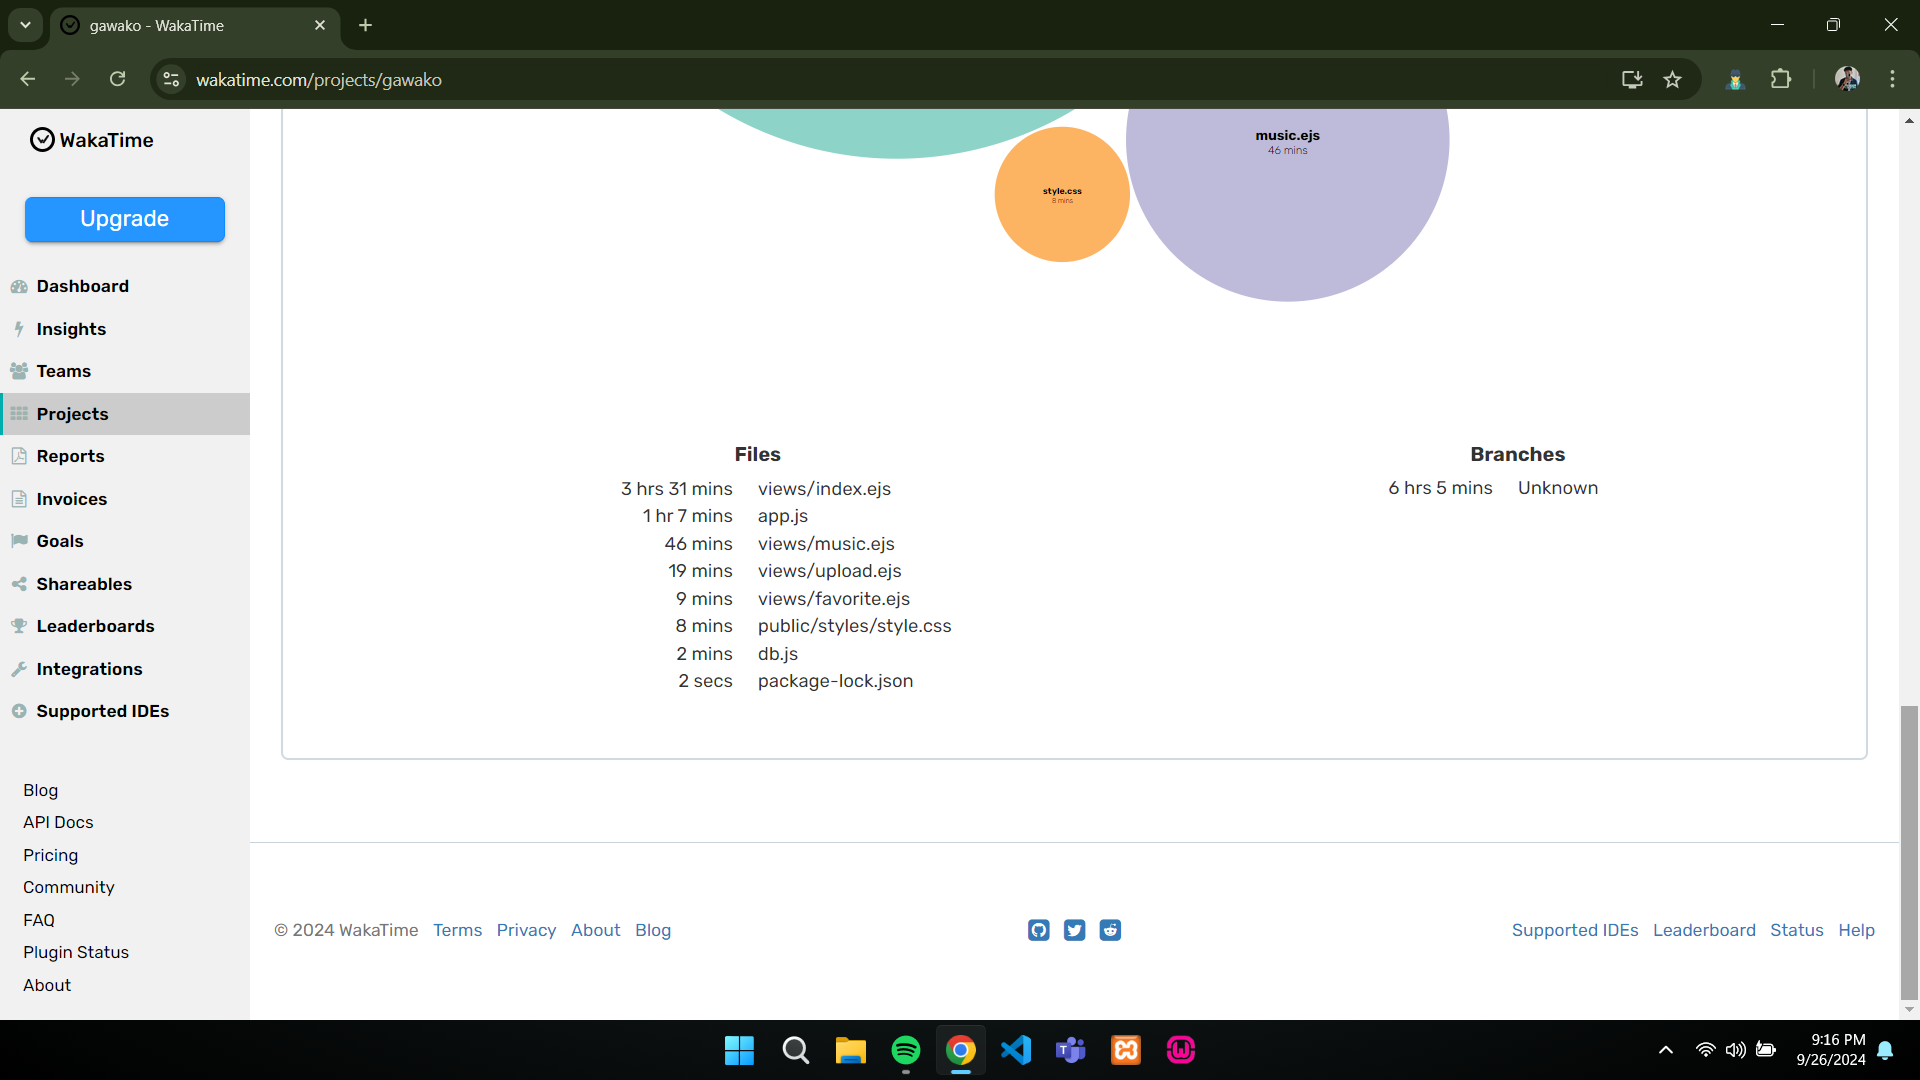 gawako - WakaTime
wakatime.com/projects/gawako
WakaTime
Upgrade
Dashboard
Insights
Teams
Projects
Reports
Invoices
Goals
Shareables
Leaderboards
Integrations
Supported IDEs
Blog
API Docs
Pricing
Community
FAQ
Plugin Status
About
music.ejs
46 mins
style.css
8 mins
Files
3 hrs 31 mins views/index.ejs
1 hr 7 mins app.js
46 mins views/music.ejs
19 mins views/upload.ejs
9 mins views/favorite.ejs
8 mins public/styles/style.css
2 mins db.js
2 secs package-lock.json
Branches
6 hrs 5 mins Unknown
© 2024 WakaTime Terms Privacy About Blog
Supported IDEs Leaderboard Status Help
9:16 PM
9/26/2024